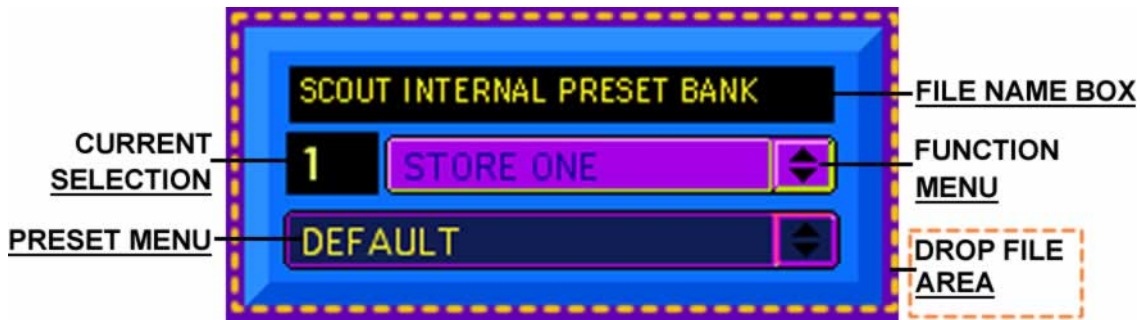 SCOUT INTERNAL PRESET BANK
FILE NAME BOX
CURRENT
SELECTION
1
STORE ONE
FUNCTION
MENU
PRESET MENU
DEFAULT
DROP FILE
AREA